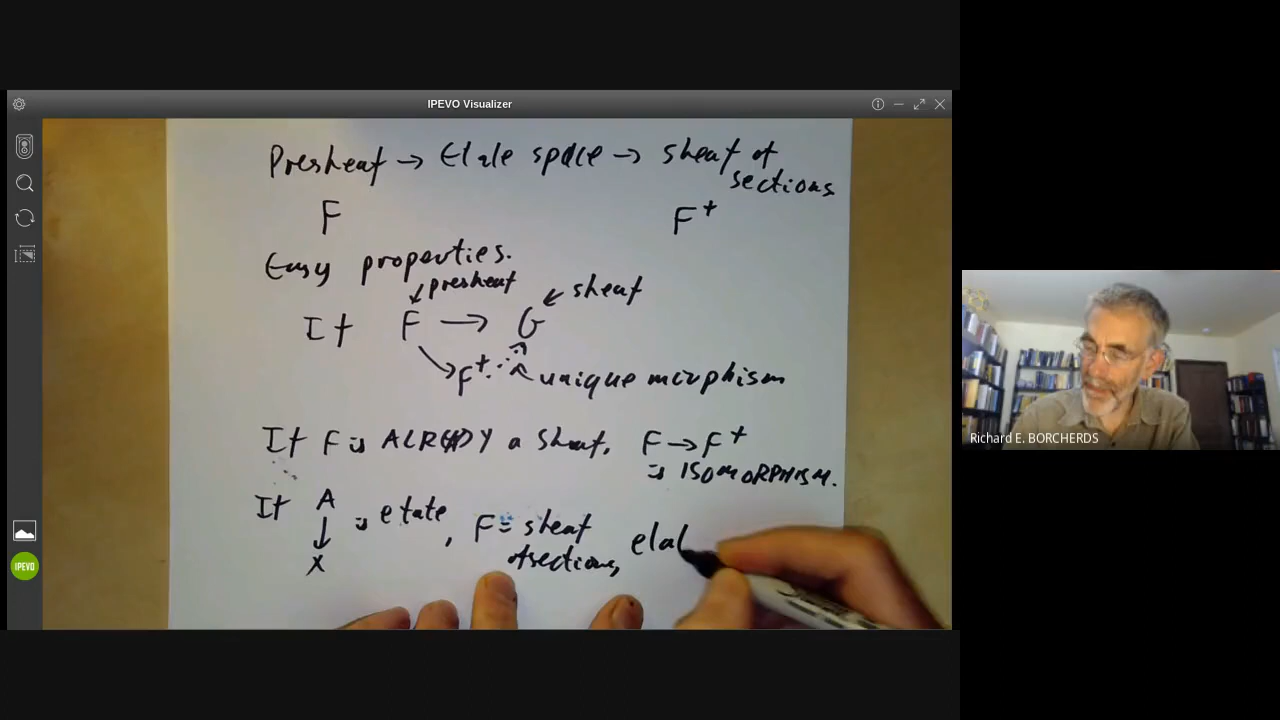 IPEVO Visualizer
Presheaf → Etale space → sheaf of
sections
F F⁺
Easy properties.
↙ presheaf
↙ sheaf
If F → G
F⁺ unique morphism
If F is ALREADY a sheaf, F → F⁺
is ISOMORPHISM.
If A
↓ is etale, F = sheaf
of sections, etal
X
Richard E. BORCHERDS
IPEVO